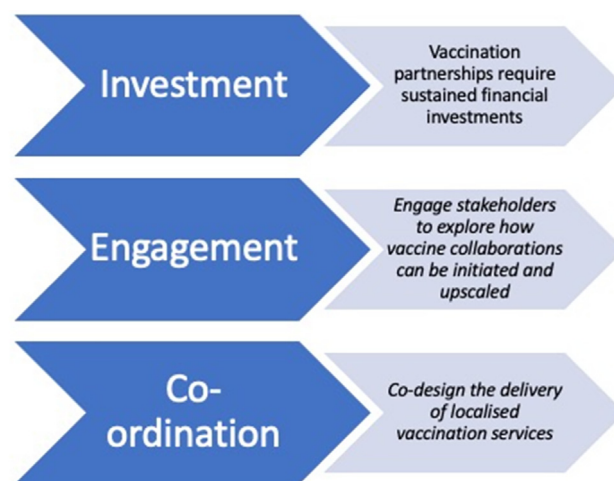 Investment
Vaccination
partnerships require
sustained financial
investments
Engagement
Engage stakeholders
to explore how
vaccine collaborations
can be initiated and
upscaled
Co-
ordination
Co-design the delivery
of localised
vaccination services